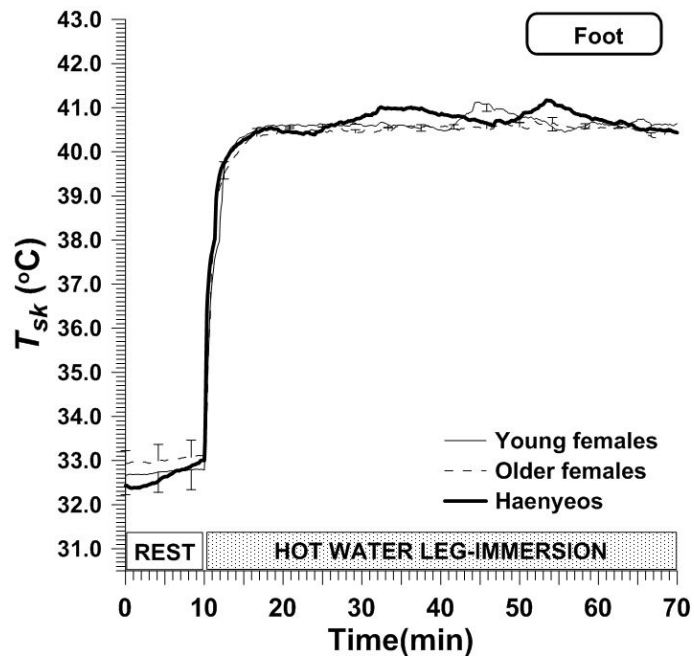 Foot
43.0
42.0
41.0
40.0
39.0
38.0
37.0
36.0
35.0
34.0
33.0
32.0
31.0
Tsk (oC)
Young females
Older females
Haenyeos
REST
HOT WATER LEG-IMMERSION
0 10 20 30 40 50 60 70
Time(min)